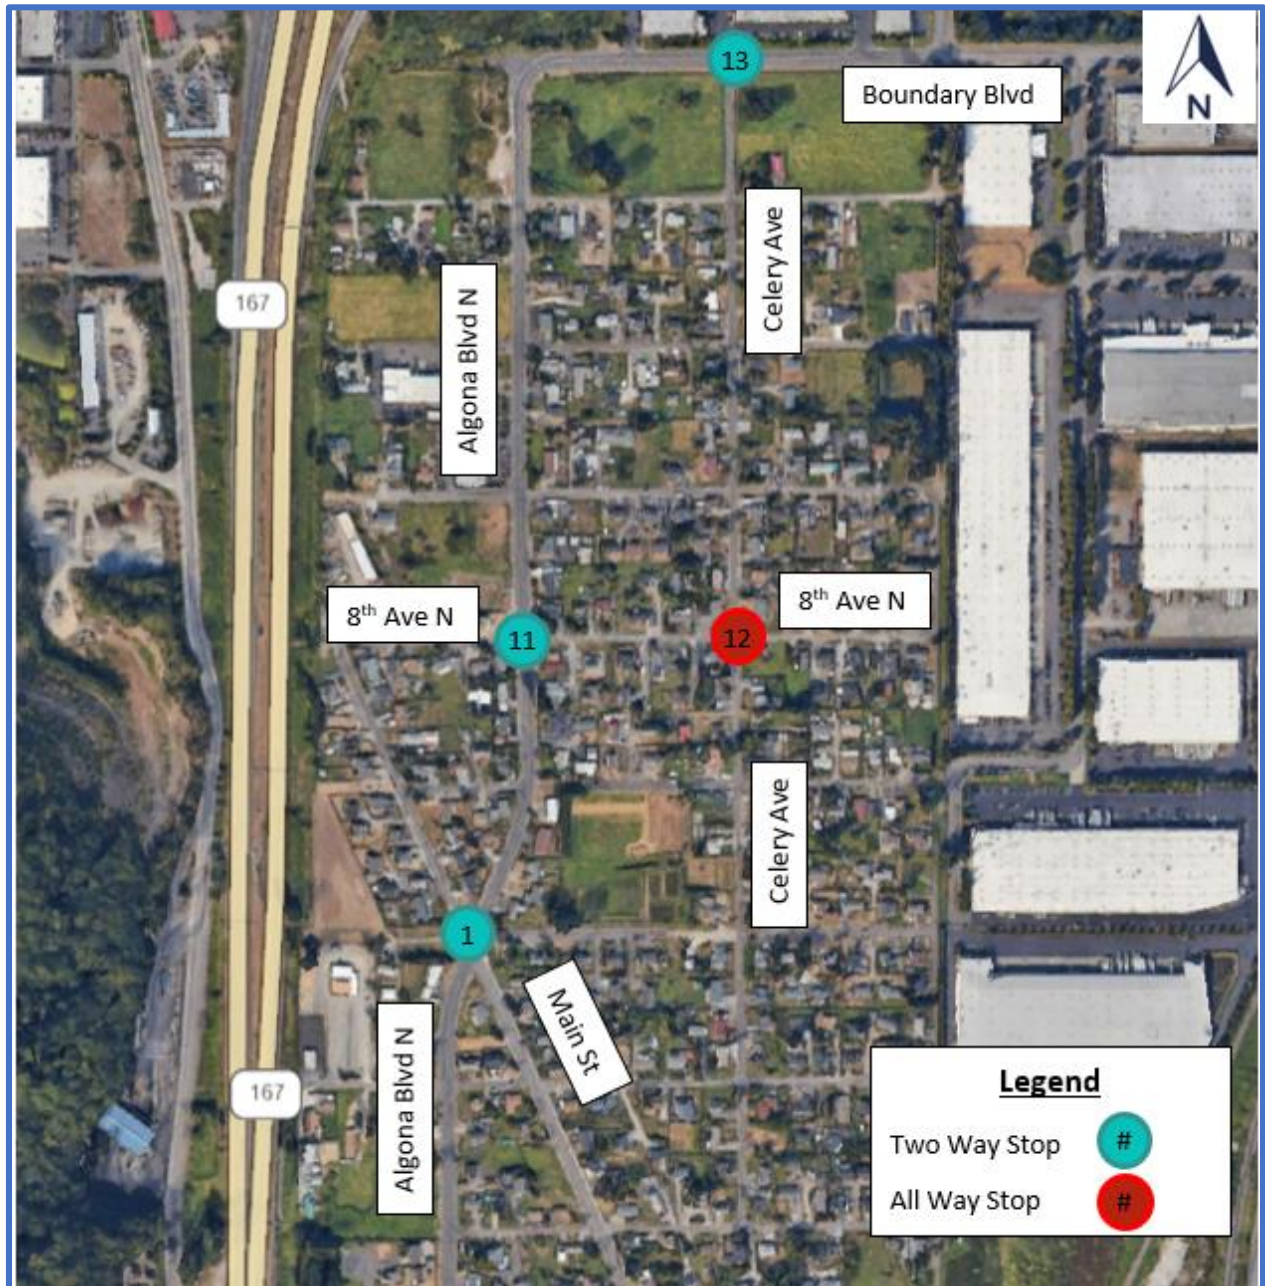 13
Boundary Blvd
N
Celery Ave
Algona Blvd N
167
8th Ave N
11
12
8th Ave N
Celery Ave
1
Main St
Algona Blvd N
167
Legend
Two Way Stop #
All Way Stop #